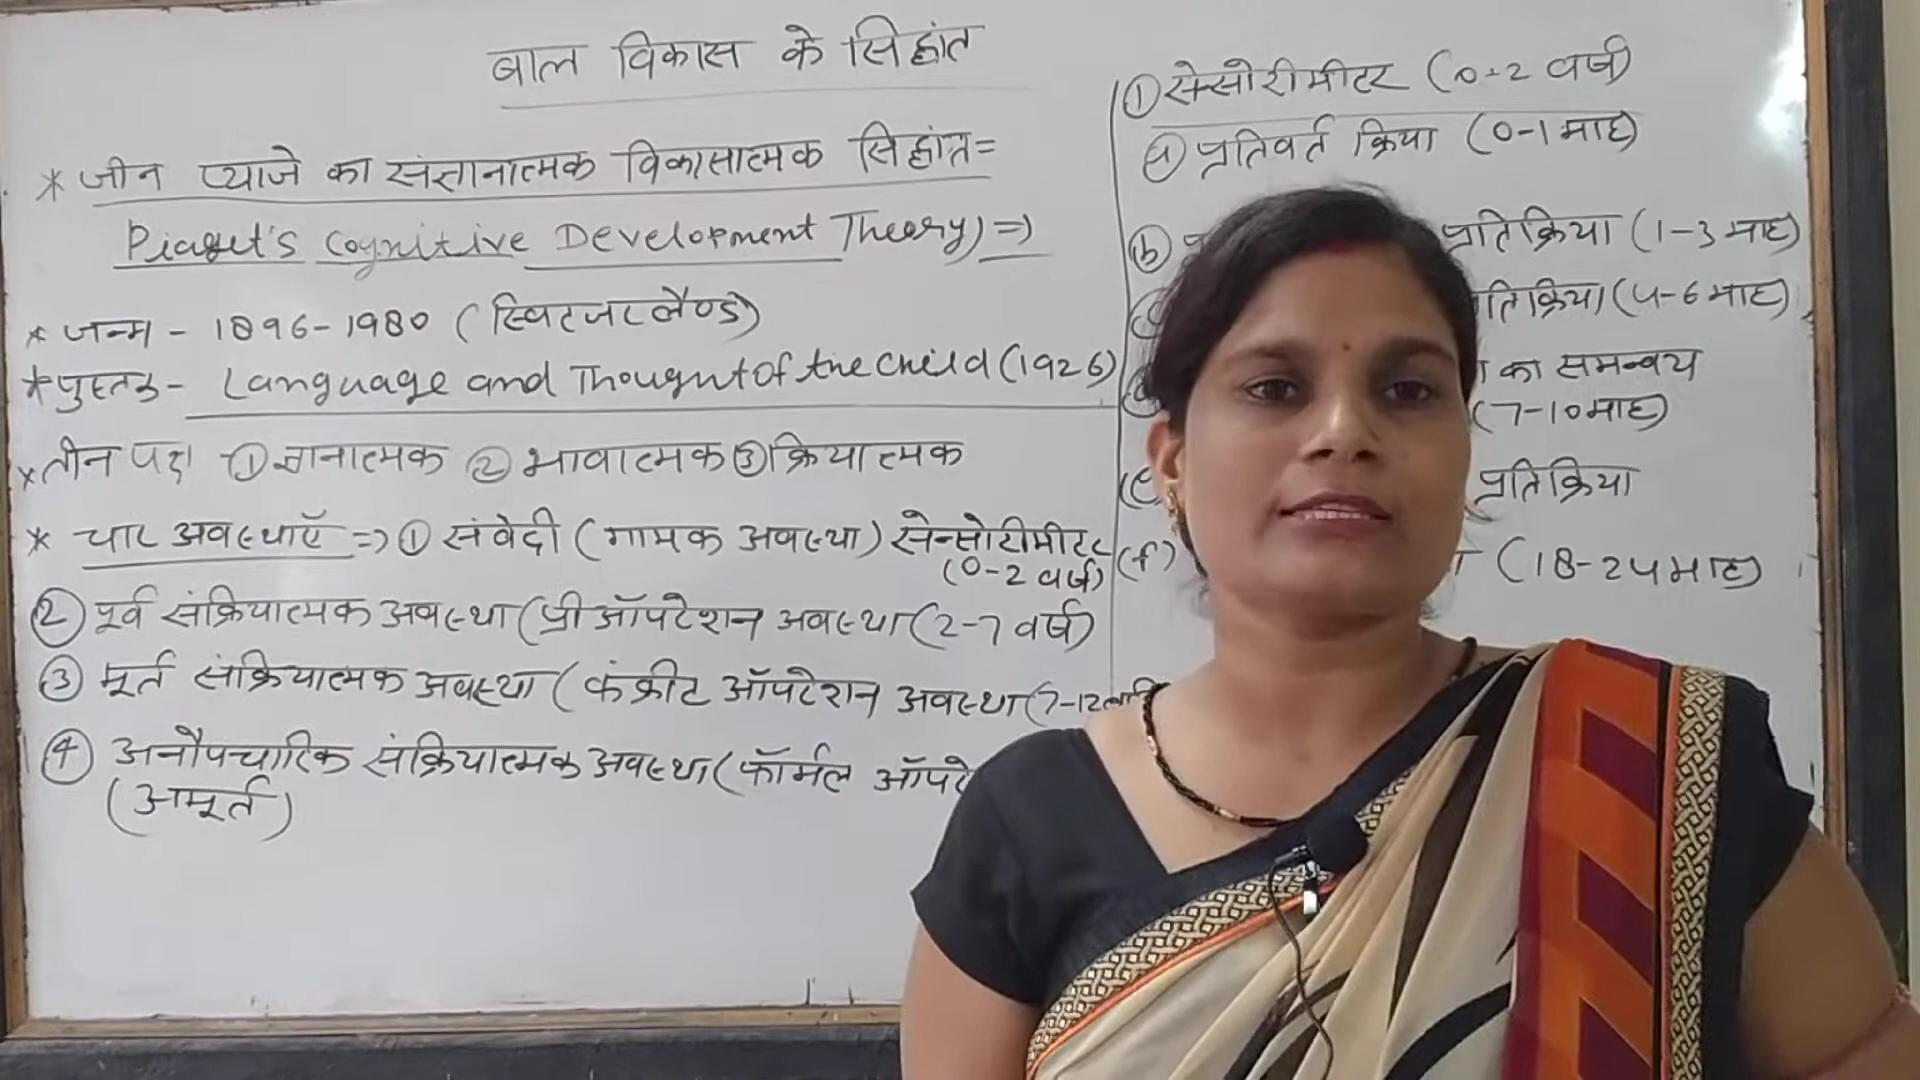 बाल विकास के सिद्धांत
* जीन प्याजे का संज्ञानात्मक विकासात्मक सिद्धांत=
Piaget's Cognitive Development Theory) =)
* जन्म - 1896-1980 (स्विटजरलैण्ड)
* पुस्तक - Language and Thought Of the Child (1926)
* तीन पक्ष ① ज्ञानात्मक ② भावात्मक ③ क्रियात्मक
* चार अवस्थाएँ => ① संवेदी (गामक अवस्था) सेन्सोरीमीटर
(0-2 वर्ष)
② पूर्व संक्रियात्मक अवस्था (प्री ऑपरेशन अवस्था (2-7 वर्ष)
③ मूर्त संक्रियात्मक अवस्था (कंक्रीट ऑपरेशन अवस्था (7-12
④ अनौपचारिक संक्रियात्मक अवस्था (फॉर्मल
(अमूर्त)
① सेन्सोरीमीटर (0-2 वर्ष)
ⓐ प्रतिवर्त क्रिया (0-1 माह)
ⓑ प्रतिक्रिया (1-3 माह)
(4-6 माह)
का समन्वय
(7-10 माह)
(e प्रतिक्रिया
(f) (18-24 माह)